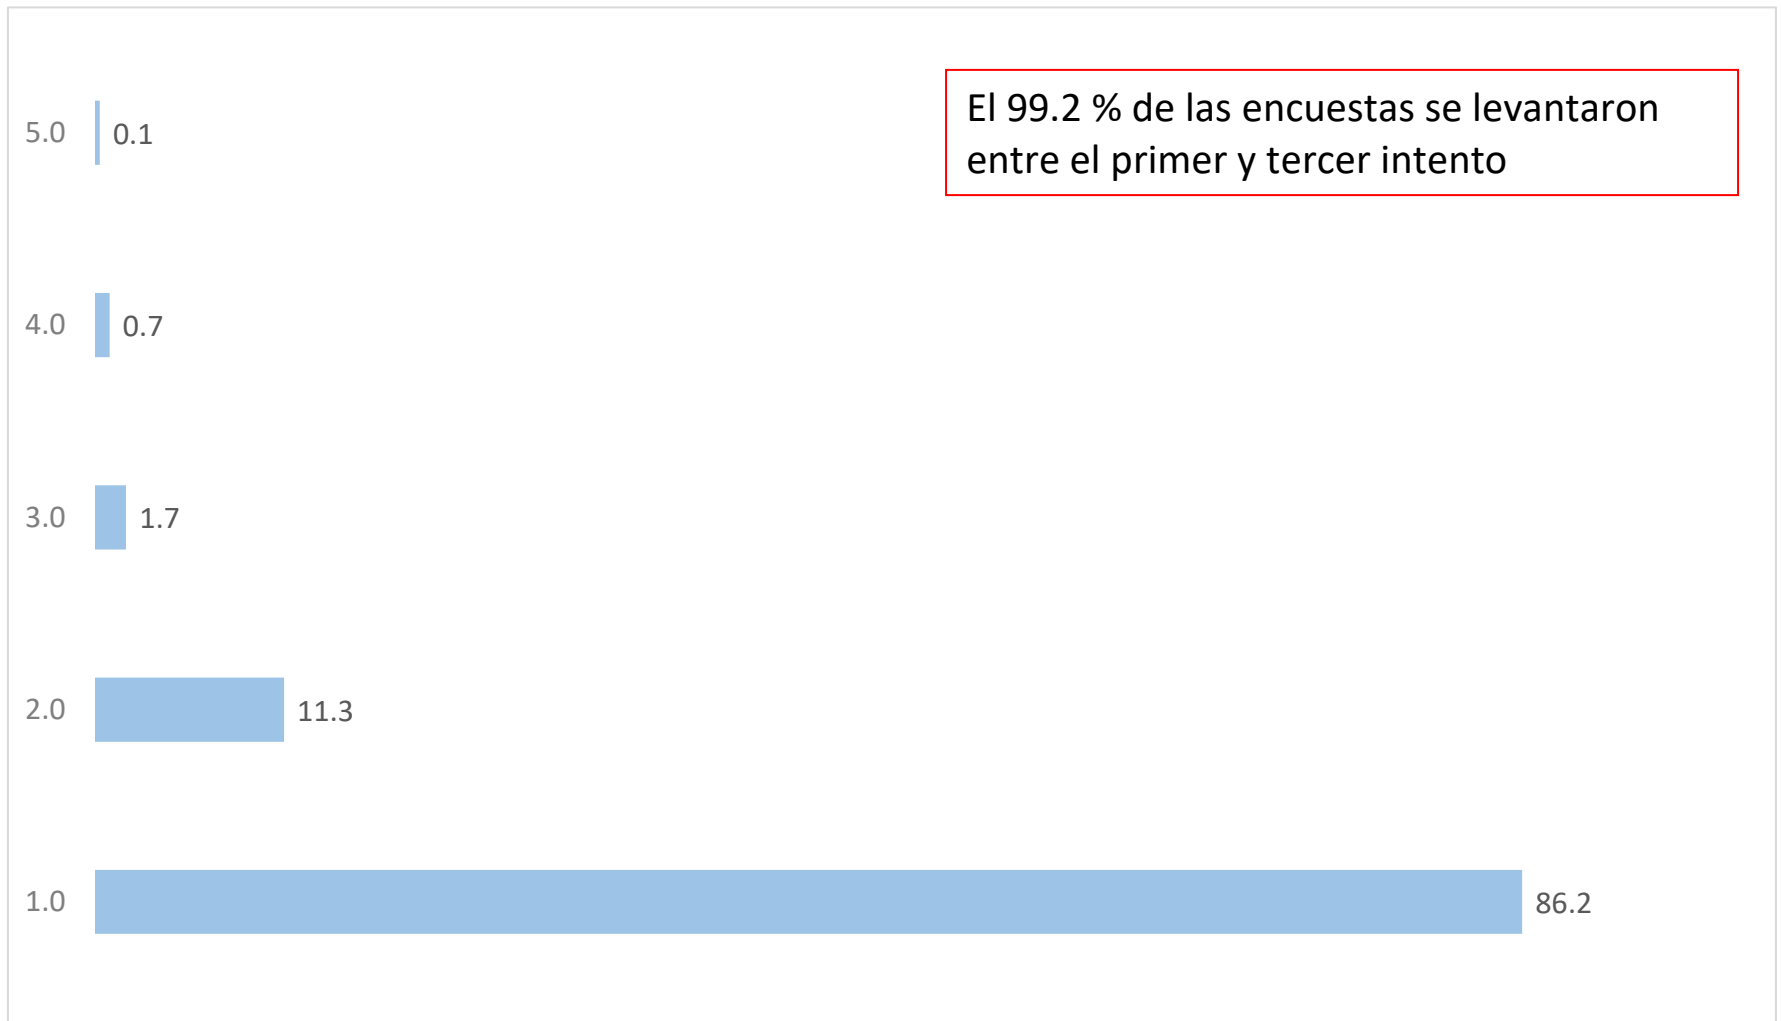 El 99.2 % de las encuestas se levantaron
entre el primer y tercer intento
5.0 0.1
4.0 0.7
3.0 1.7
2.0 11.3
1.0 86.2